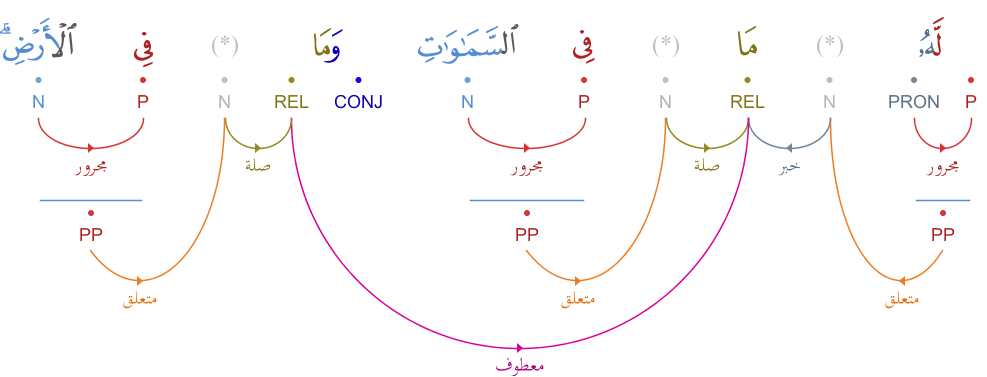 لَّهُۥ (*) مَا (*) فِى ٱلسَّمَـٰوَٰتِ وَمَا (*) فِى ٱلْأَرْضِ ۗ
P PRON N REL N P N CONJ REL N P N
مجرور خبر صلة مجرور صلة مجرور
PP PP PP
متعلق متعلق متعلق
معطوف